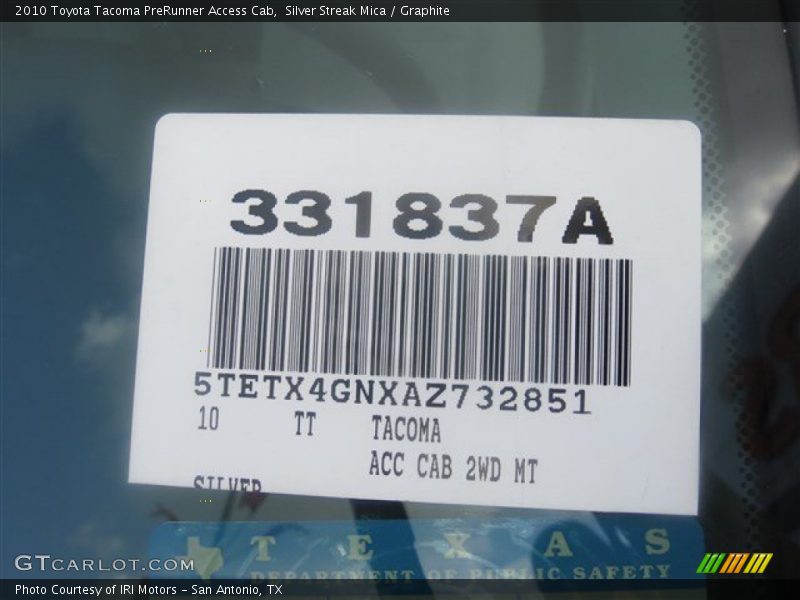 2010 Toyota Tacoma PreRunner Access Cab, Silver Streak Mica / Graphite
331837A
5TETX4GNXAZ732851
10 TT TACOMA
ACC CAB 2WD MT
SILVER
T E X A S
DEPARTMENT OF PUBLIC SAFETY
GTCARLOT.COM
Photo Courtesy of IRI Motors - San Antonio, TX